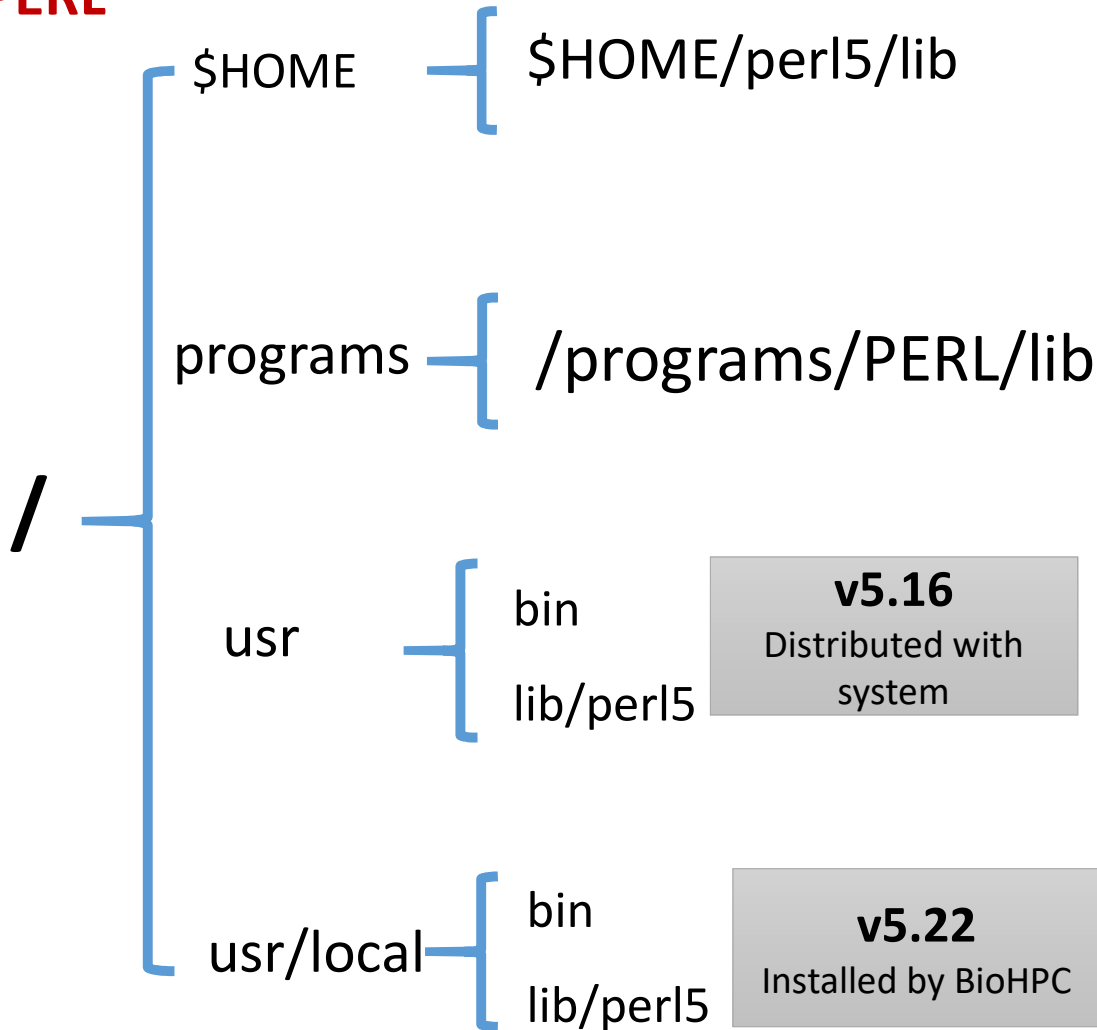 PERL
$HOME
$HOME/perl5/lib
programs
/programs/PERL/lib
/
usr
bin
lib/perl5
v5.16
Distributed with
system
usr/local
bin
lib/perl5
v5.22
Installed by BioHPC